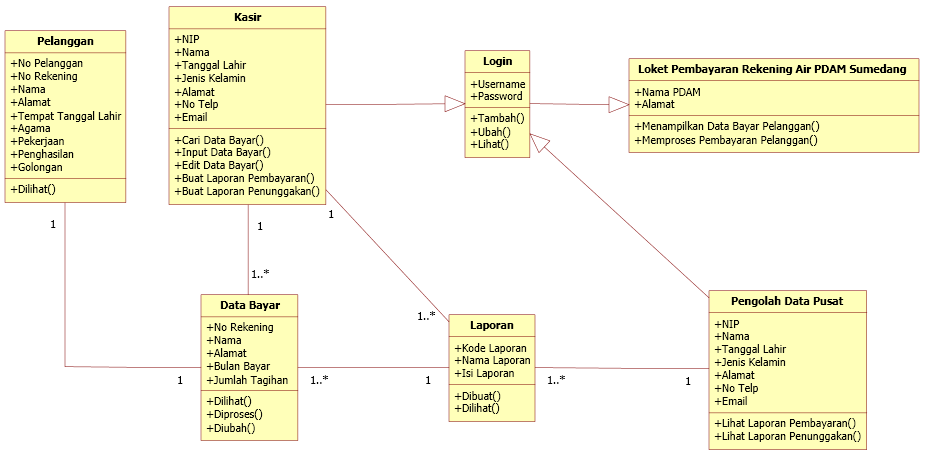 Pelanggan
+No Pelanggan
+No Rekening
+Nama
+Alamat
+Tempat Tanggal Lahir
+Agama
+Pekerjaan
+Penghasilan
+Golongan
+Dilihat()
Kasir
+NIP
+Nama
+Tanggal Lahir
+Jenis Kelamin
+Alamat
+No Telp
+Email
+Cari Data Bayar()
+Input Data Bayar()
+Edit Data Bayar()
+Buat Laporan Pembayaran()
+Buat Laporan Penunggakan()
Login
+Username
+Password
+Tambah()
+Ubah()
+Lihat()
Loket Pembayaran Rekening Air PDAM Sumedang
+Nama PDAM
+Alamat
+Menampilkan Data Bayar Pelanggan()
+Memproses Pembayaran Pelanggan()
1
1
1
1..*
1..*
Data Bayar
+No Rekening
+Nama
+Alamat
+Bulan Bayar
+Jumlah Tagihan
+Dilihat()
+Diproses()
+Diubah()
1
1..*
Laporan
+Kode Laporan
+Nama Laporan
+Isi Laporan
+Dibuat()
+Dilihat()
1
1..*
Pengolah Data Pusat
+NIP
+Nama
+Tanggal Lahir
+Jenis Kelamin
+Alamat
+No Telp
+Email
+Lihat Laporan Pembayaran()
+Lihat Laporan Penunggakan()
1